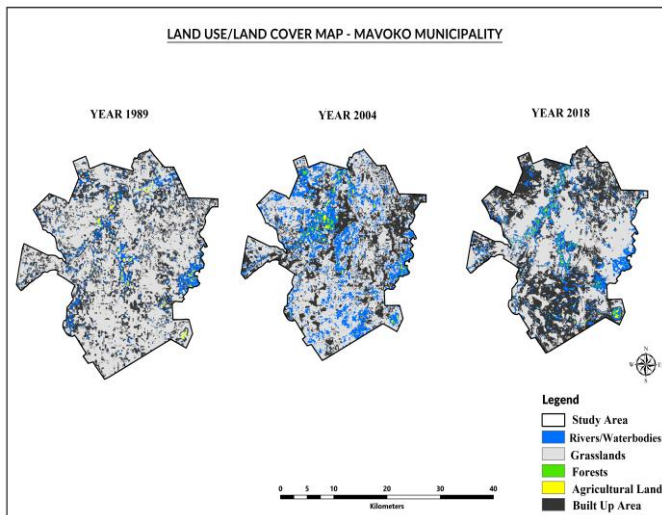 LAND USE/LAND COVER MAP - MAVOKO MUNICIPALITY
YEAR 1989
YEAR 2004
YEAR 2018
N
W E
S
Legend
Study Area
Rivers/Waterbodies
Grasslands
Forests
Agricultural Land
Built Up Area
0 5 10 20 30 40
Kilometers